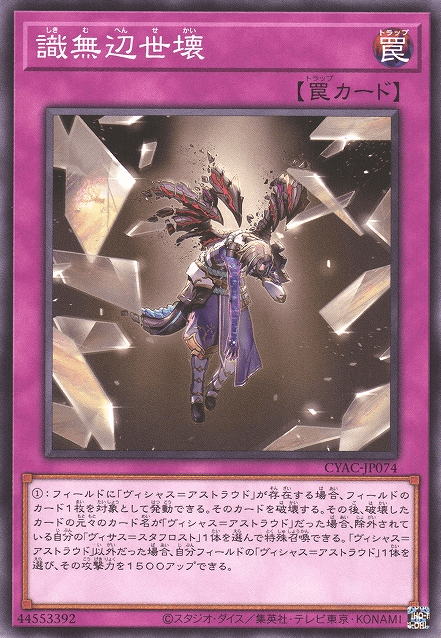 識無辺世壊
罠
【罠カード】
CYAC-JP074
①:フィールドに「ヴィシャス=アストラウド」が存在する場合、フィールドの
カード1枚を対象として発動できる。そのカードを破壊する。その後、破壊した
カードの元々のカード名が「ヴィシャス=アストラウド」だった場合、除外されて
いる自分の「ヴィサス=スタフロスト」1体を選んで特殊召喚できる。「ヴィシャス=
アストラウド」以外だった場合、自分フィールドの「ヴィシャス=アストラウド」1体を
選び、その攻撃力を1500アップできる。
44553392
©スタジオ・ダイス/集英社・テレビ東京・KONAMI